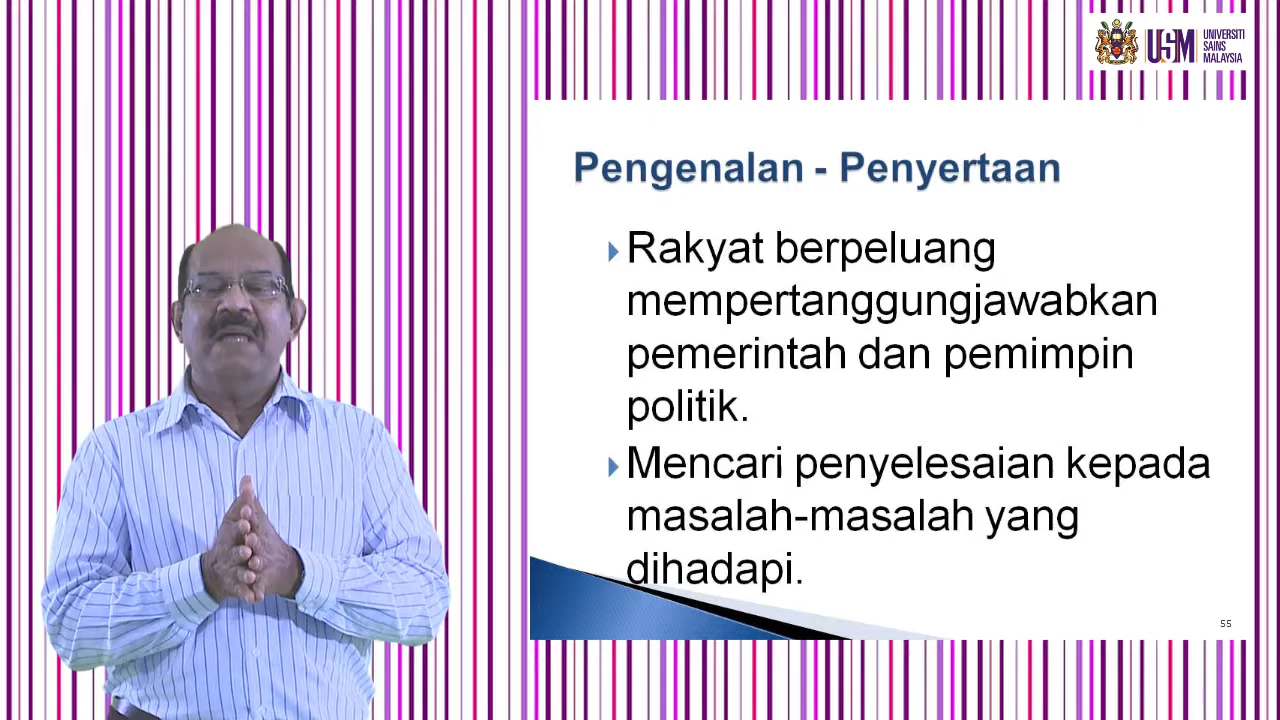 USM
UNIVERSITI
SAINS
MALAYSIA
Pengenalan - Penyertaan
Rakyat berpeluang
mempertanggungjawabkan
pemerintah dan pemimpin
politik.
Mencari penyelesaian kepada
masalah-masalah yang
dihadapi.
55